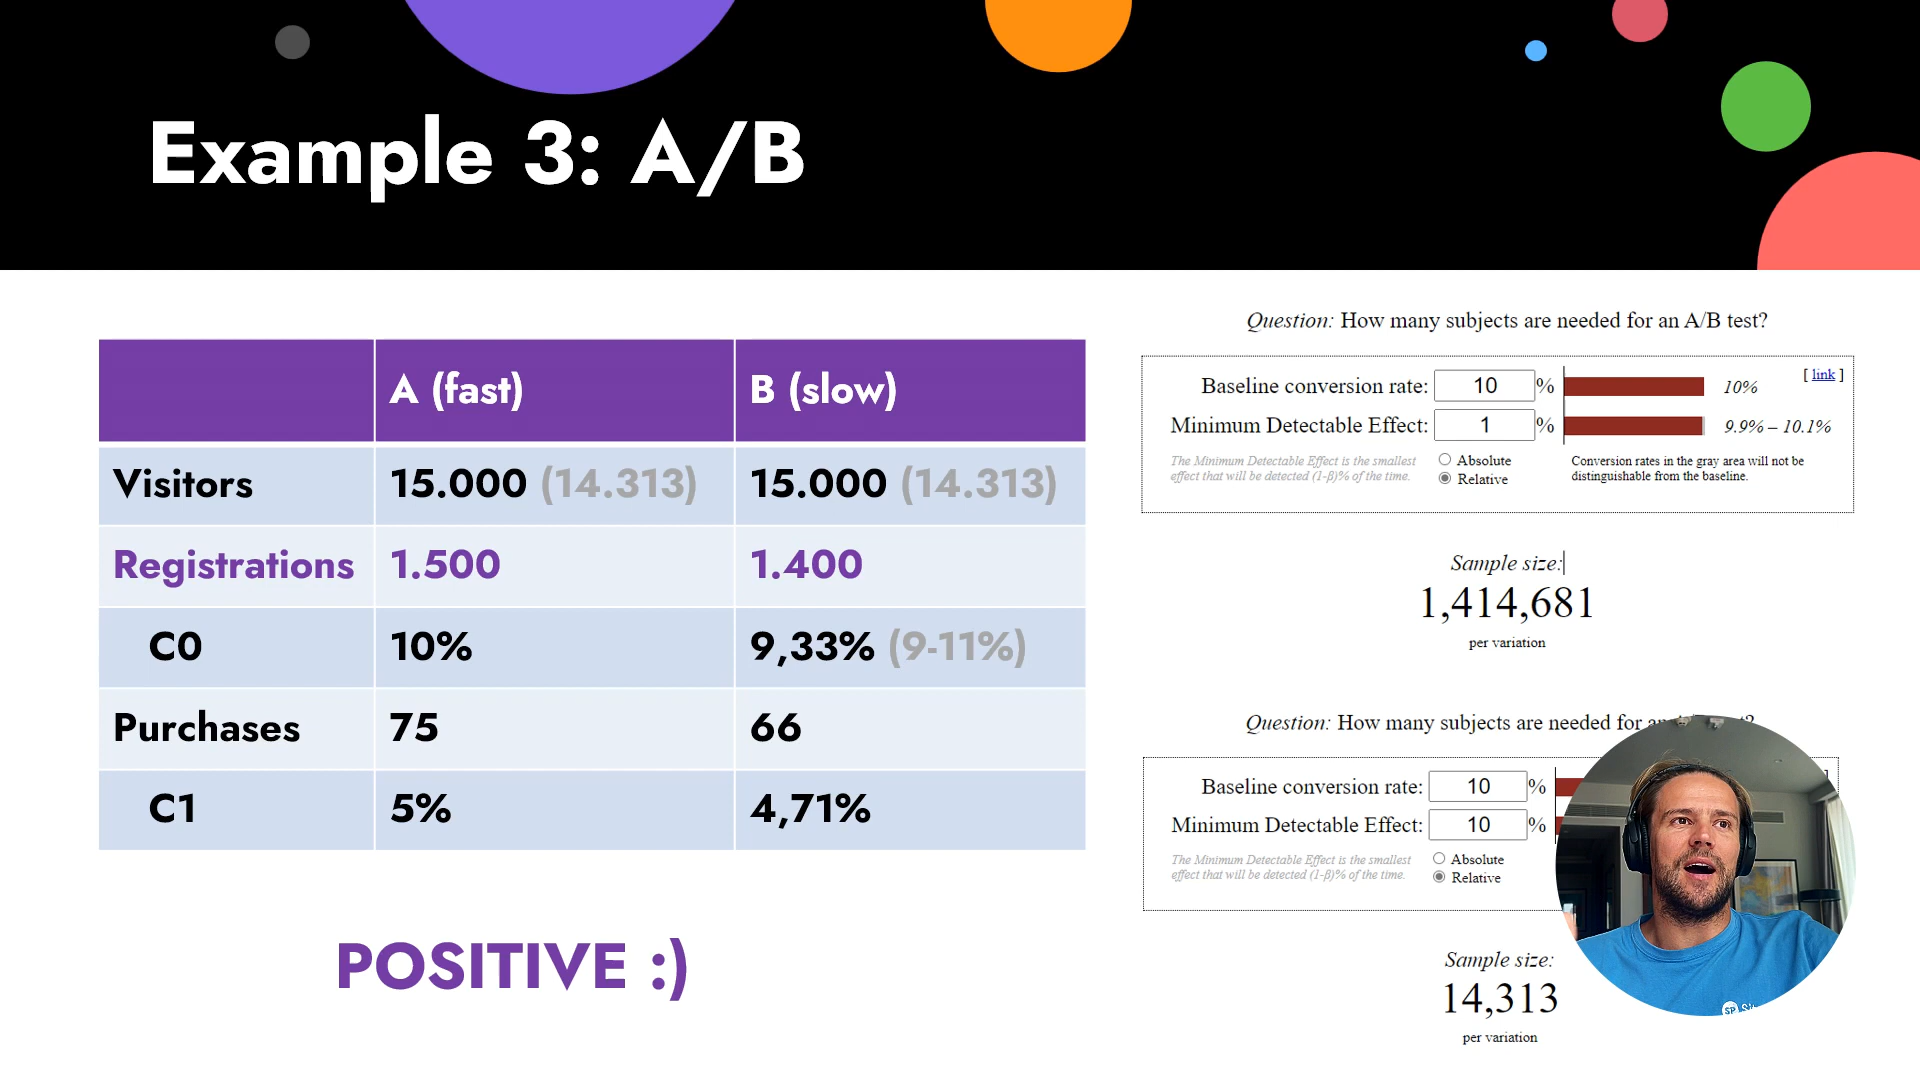 Example 3: A/B
A (fast) B (slow)
Visitors 15.000 (14.313) 15.000 (14.313)
Registrations 1.500 1.400
C0 10% 9,33% (9-11%)
Purchases 75 66
C1 5% 4,71%
POSITIVE :)
Question: How many subjects are needed for an A/B test?
[ link ]
Baseline conversion rate: 10 % 10%
Minimum Detectable Effect: 1 % 9.9% – 10.1%
The Minimum Detectable Effect is the smallest
effect that will be detected (1-β)% of the time.
Absolute
Relative
Conversion rates in the gray area will not be
distinguishable from the baseline.
Sample size:
1,414,681
per variation
Question: How many subjects are needed for
Baseline conversion rate: 10 %
Minimum Detectable Effect: 10 %
The Minimum Detectable Effect is the smallest
effect that will be detected (1-β)% of the time.
Absolute
Relative
Sample size:
14,313
per variation
SP